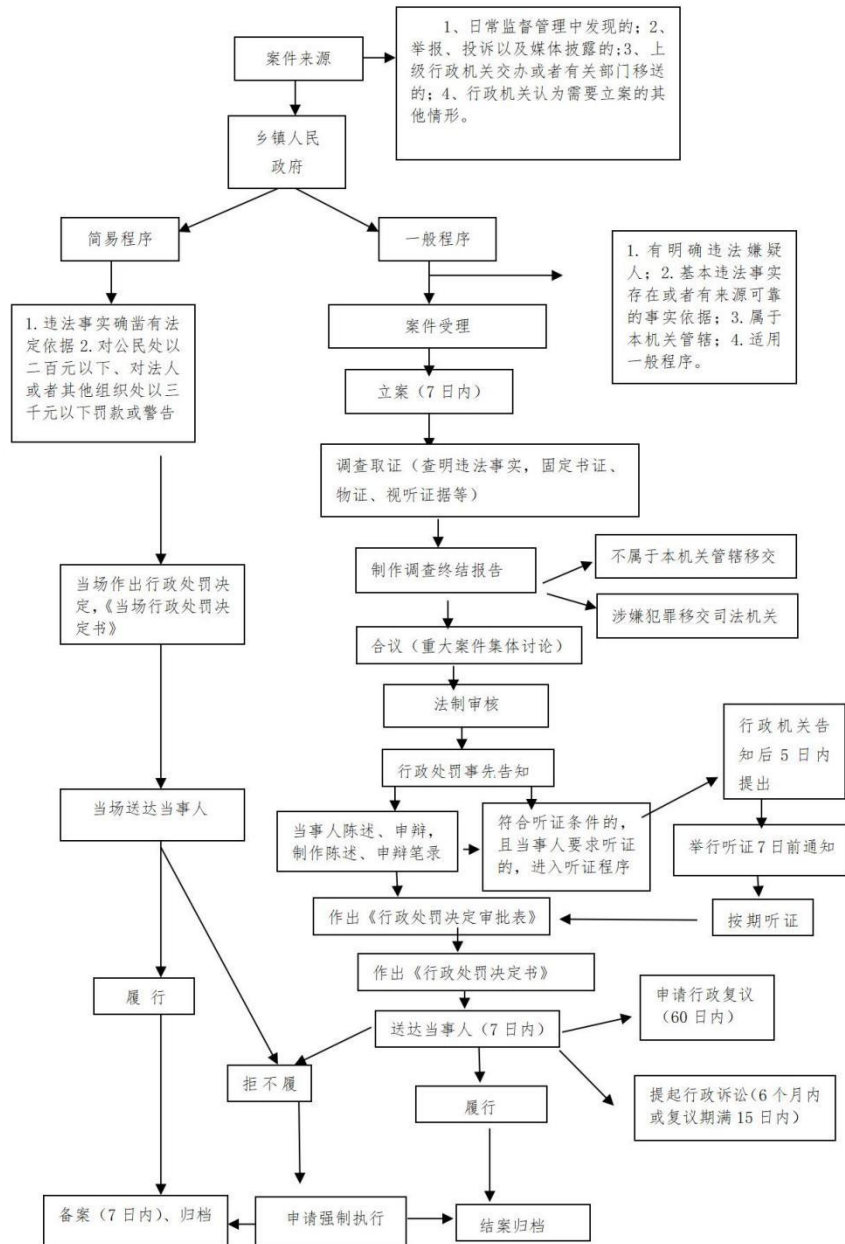 案件来源
1、日常监督管理中发现的；2、
举报、投诉以及媒体披露的;3、上
级行政机关交办或者有关部门移送
的；4、行政机关认为需要立案的其
他情形。
乡镇人民
政府
简易程序
一般程序
1.有明确违法嫌疑
人；2.基本违法事实
存在或者有来源可靠
的事实依据；3.属于
本机关管辖；4.适用
一般程序。
1.违法事实确凿有法
定依据 2.对公民处以
二百元以下、对法人
或者其他组织处以三
千元以下罚款或警告
案件受理
立案（7日内）
调查取证（查明违法事实，固定书证、
物证、视听证据等）
制作调查终结报告
不属于本机关管辖移交
涉嫌犯罪移交司法机关
当场作出行政处罚决
定，《当场行政处罚决
定书》
合议（重大案件集体讨论）
法制审核
行政处罚事先告知
行政机关告
知后5日内
提出
当场送达当事人
当事人陈述、申辩，
制作陈述、申辩笔录
符合听证条件的，
且当事人要求听证
的，进入听证程序
举行听证7日前通知
作出《行政处罚决定审批表》
按期听证
作出《行政处罚决定书》
履 行
申请行政复议
（60日内）
送达当事人（7日内）
拒不履
履行
提起行政诉讼(6个月内
或复议期满15日内）
备案（7日内）、归档
申请强制执行
结案归档